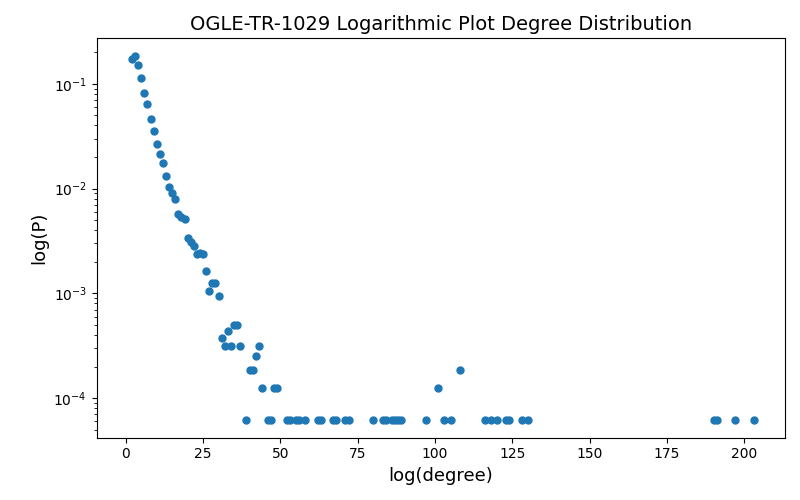 OGLE-TR-1029 Logarithmic Plot Degree Distribution
log(P)
10⁻¹
10⁻²
10⁻³
10⁻⁴
0 25 50 75 100 125 150 175 200
log(degree)